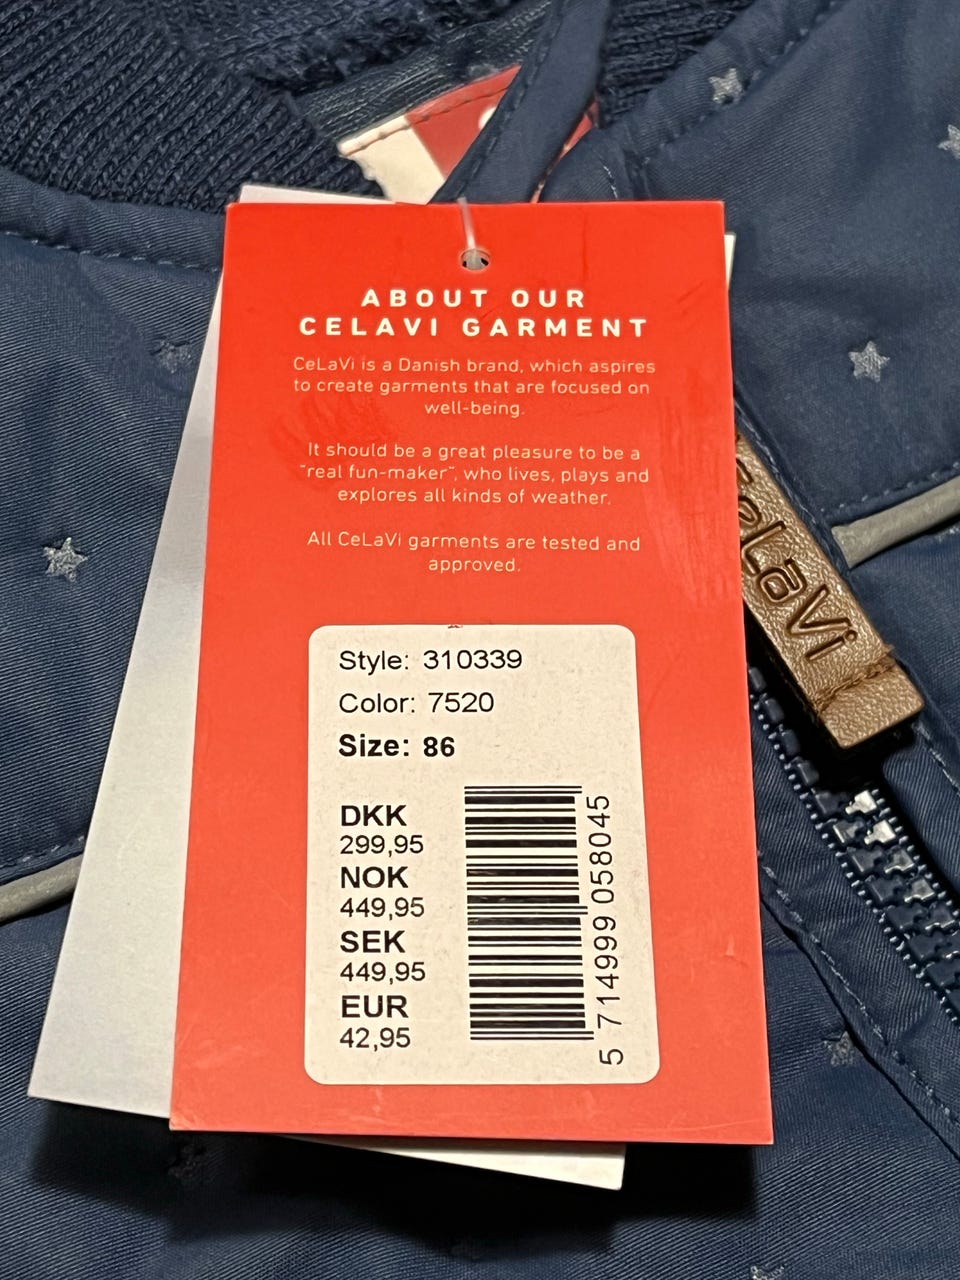 ABOUT OUR
CELAVI GARMENT
CeLaVi is a Danish brand, which aspires
to create garments that are focused on
well-being.
It should be a great pleasure to be a
"real fun-maker", who lives, plays and
explores all kinds of weather.
All CeLaVi garments are tested and
approved.
Style: 310339
Color: 7520
Size: 86
DKK
299,95
NOK
449,95
SEK
449,95
EUR
42,95
5 714999 058045
CeLaVi